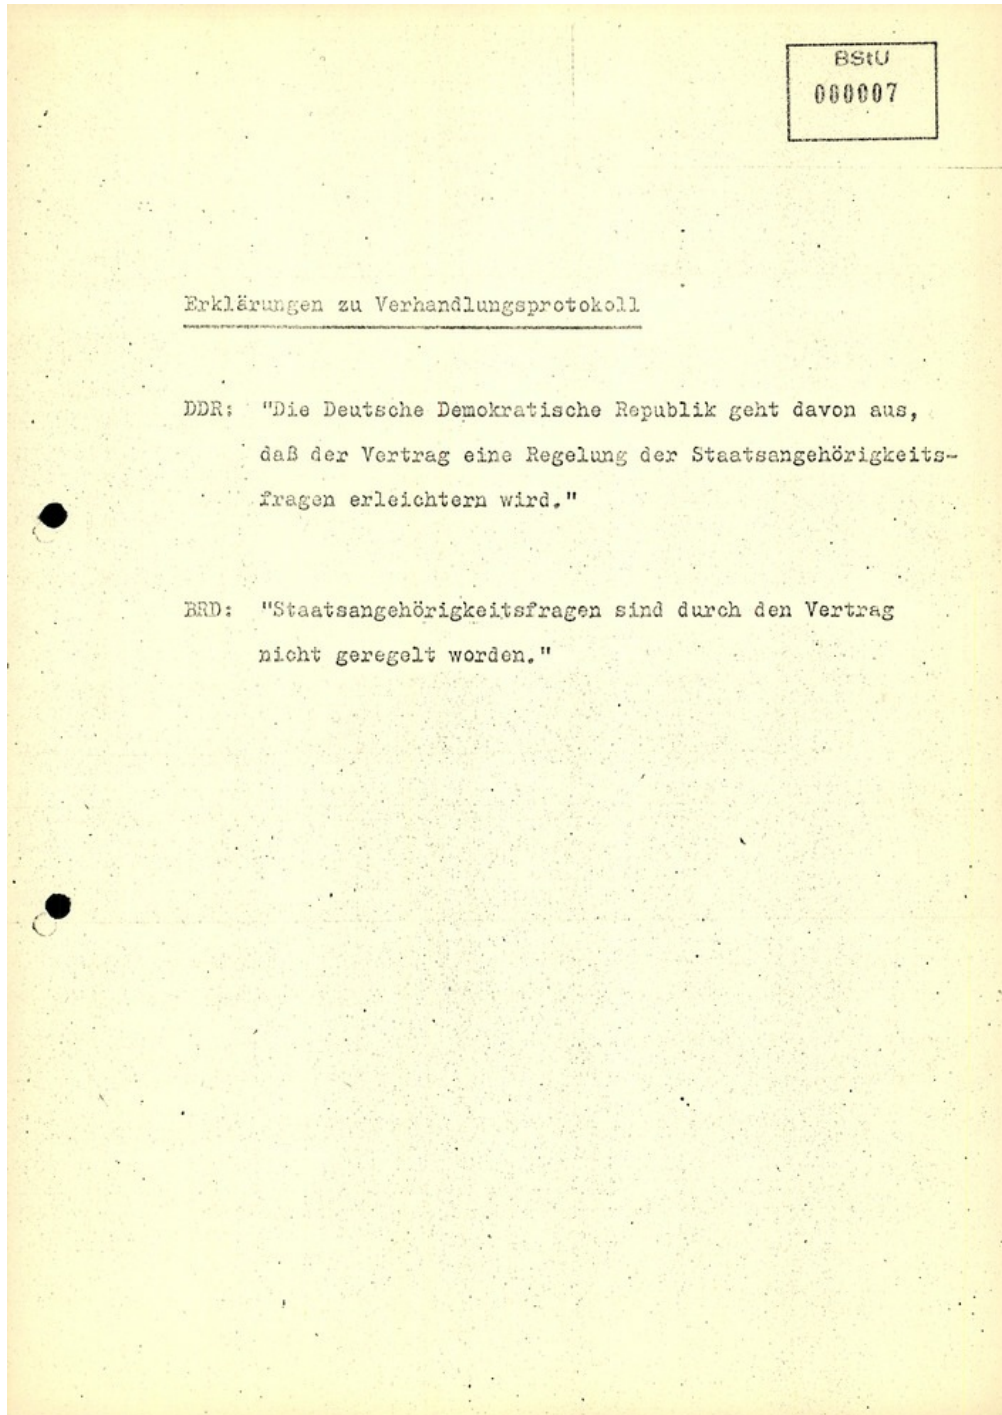 BStU
000007
Erklärungen zu Verhandlungsprotokoll
DDR: "Die Deutsche Demokratische Republik geht davon aus,
daß der Vertrag eine Regelung der Staatsangehörigkeits-
fragen erleichtern wird."
BRD: "Staatsangehörigkeitsfragen sind durch den Vertrag
nicht geregelt worden."